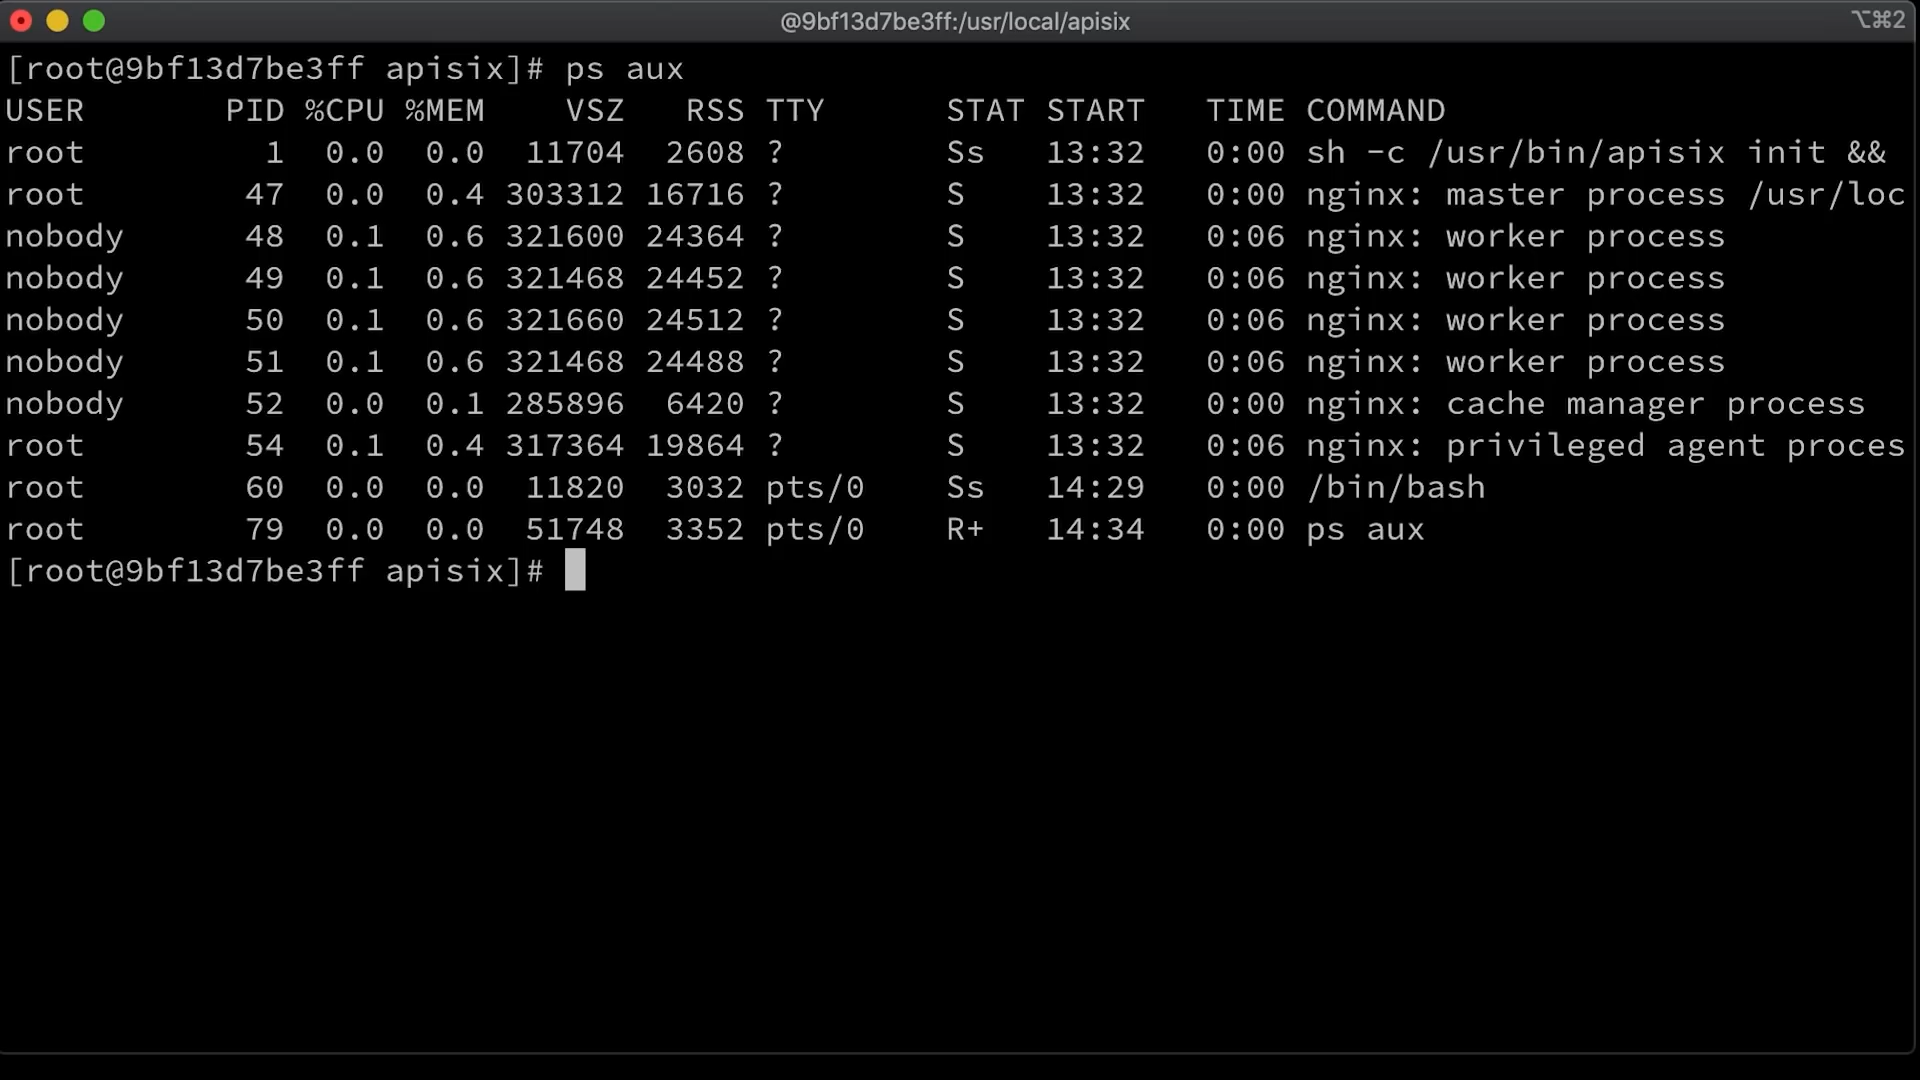 @9bf13d7be3ff:/usr/local/apisix ⌥⌘2
[root@9bf13d7be3ff apisix]# ps aux
USER       PID %CPU %MEM    VSZ   RSS TTY      STAT START   TIME COMMAND
root         1  0.0  0.0  11704  2608 ?        Ss   13:32   0:00 sh -c /usr/bin/apisix init &&
root        47  0.0  0.4 303312 16716 ?        S    13:32   0:00 nginx: master process /usr/loc
nobody      48  0.1  0.6 321600 24364 ?        S    13:32   0:06 nginx: worker process
nobody      49  0.1  0.6 321468 24452 ?        S    13:32   0:06 nginx: worker process
nobody      50  0.1  0.6 321660 24512 ?        S    13:32   0:06 nginx: worker process
nobody      51  0.1  0.6 321468 24488 ?        S    13:32   0:06 nginx: worker process
nobody      52  0.0  0.1 285896  6420 ?        S    13:32   0:00 nginx: cache manager process
root        54  0.1  0.4 317364 19864 ?        S    13:32   0:06 nginx: privileged agent proces
root        60  0.0  0.0  11820  3032 pts/0    Ss   14:29   0:00 /bin/bash
root        79  0.0  0.0  51748  3352 pts/0    R+   14:34   0:00 ps aux
[root@9bf13d7be3ff apisix]#